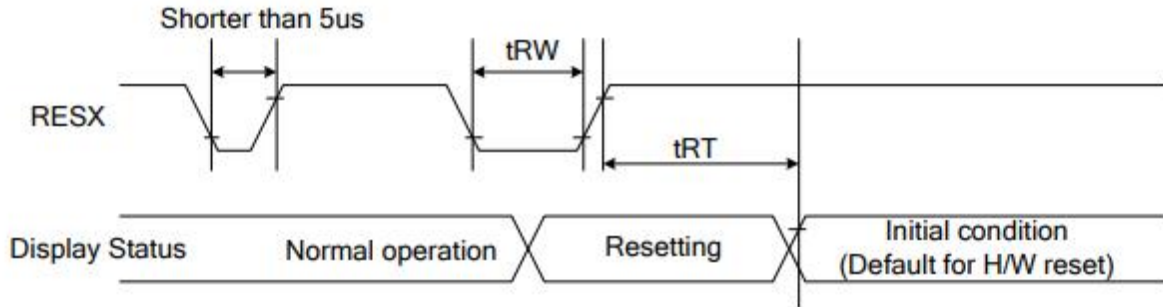 Shorter than 5us
tRW
RESX
tRT
Display Status
Normal operation
Resetting
Initial condition
(Default for H/W reset)